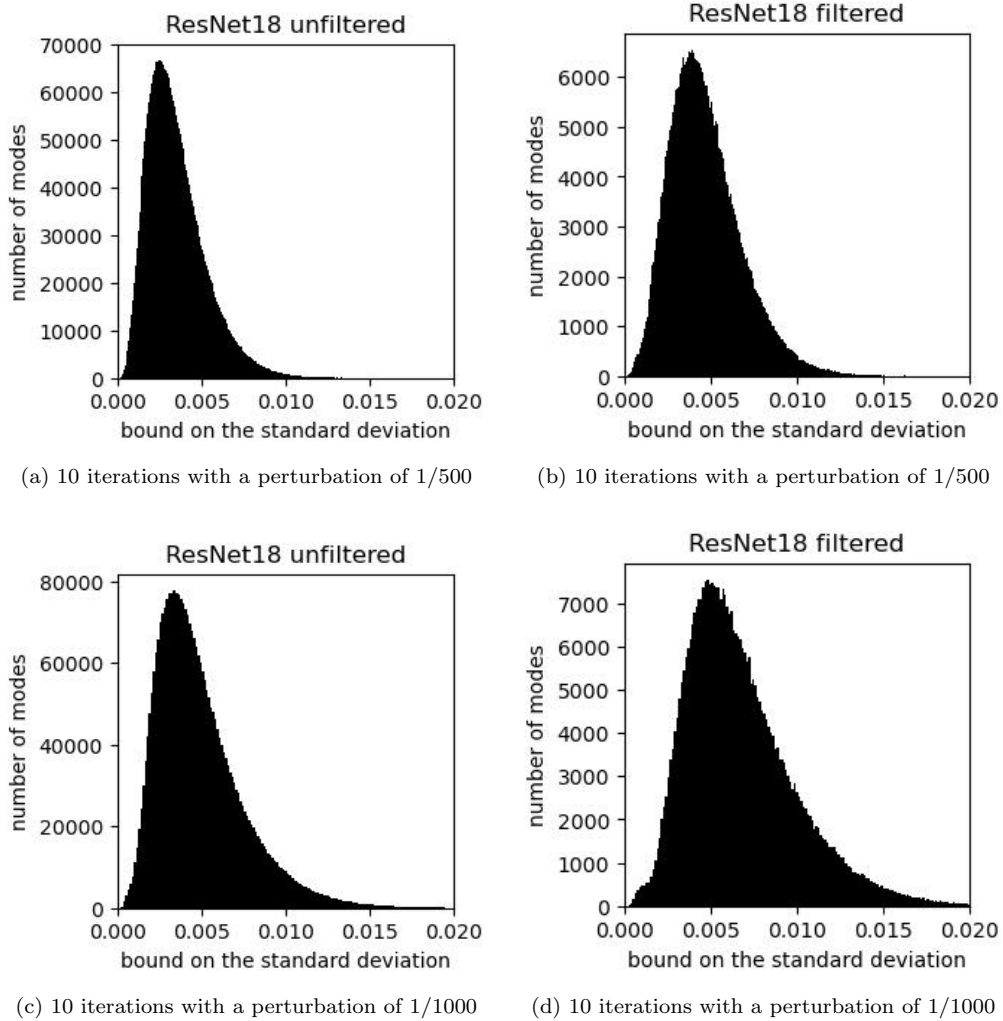 ResNet18 unfiltered
70000
60000
50000
40000
30000
20000
10000
0
number of modes
0.000 0.005 0.010 0.015 0.020
bound on the standard deviation
(a) 10 iterations with a perturbation of 1/500
ResNet18 filtered
6000
5000
4000
3000
2000
1000
0
number of modes
0.000 0.005 0.010 0.015 0.020
bound on the standard deviation
(b) 10 iterations with a perturbation of 1/500
ResNet18 unfiltered
80000
60000
40000
20000
0
number of modes
0.000 0.005 0.010 0.015 0.020
bound on the standard deviation
(c) 10 iterations with a perturbation of 1/1000
ResNet18 filtered
7000
6000
5000
4000
3000
2000
1000
0
number of modes
0.000 0.005 0.010 0.015 0.020
bound on the standard deviation
(d) 10 iterations with a perturbation of 1/1000